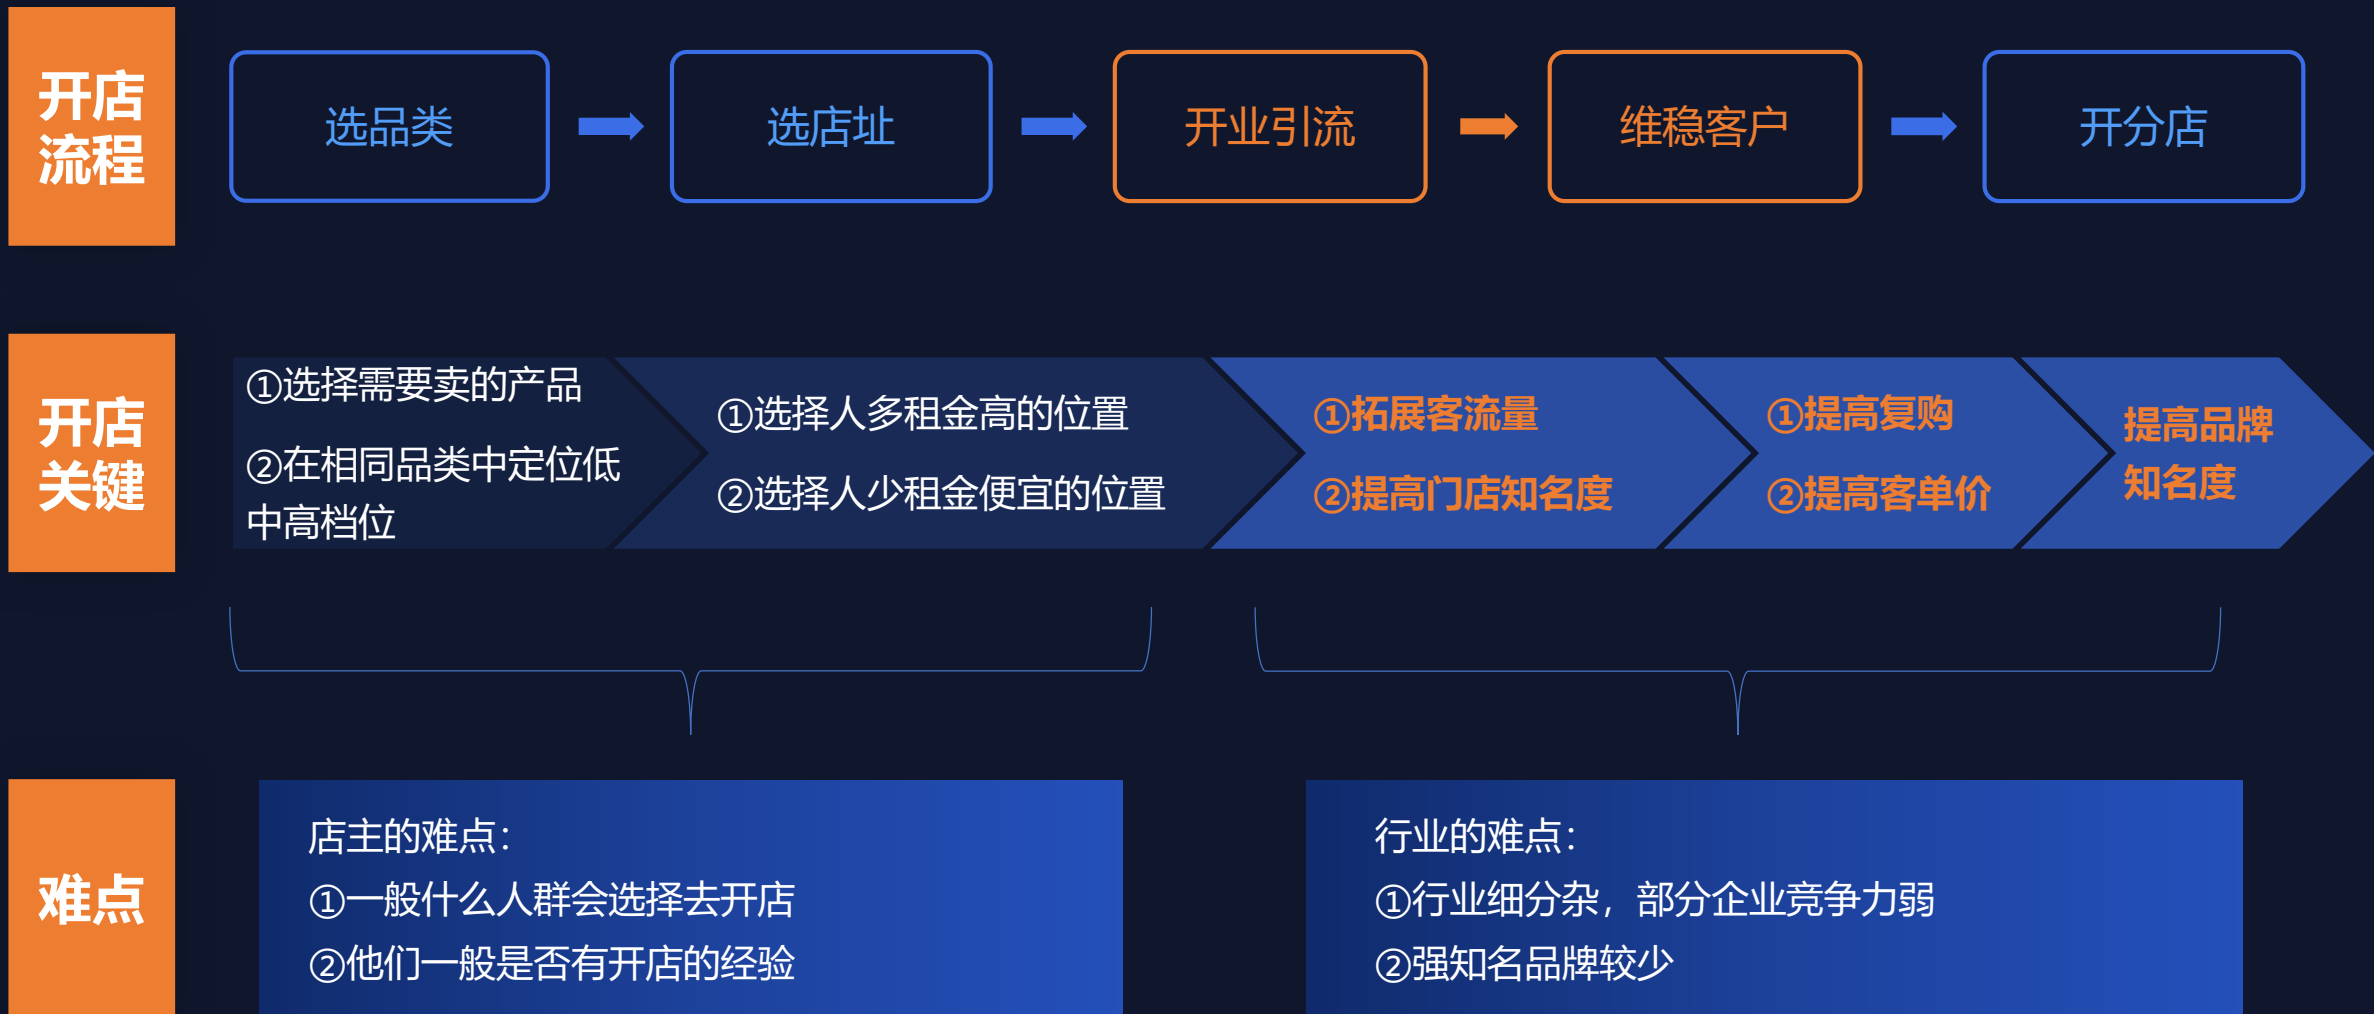 开店
流程
选品类
选店址
开业引流
维稳客户
开分店
开店
关键
①选择需要卖的产品
②在相同品类中定位低
中高档位
①选择人多租金高的位置
②选择人少租金便宜的位置
①拓展客流量
②提高门店知名度
①提高复购
②提高客单价
提高品牌
知名度
难点
店主的难点：
①一般什么人群会选择去开店
②他们一般是否有开店的经验
行业的难点：
①行业细分杂，部分企业竞争力弱
②强知名品牌较少